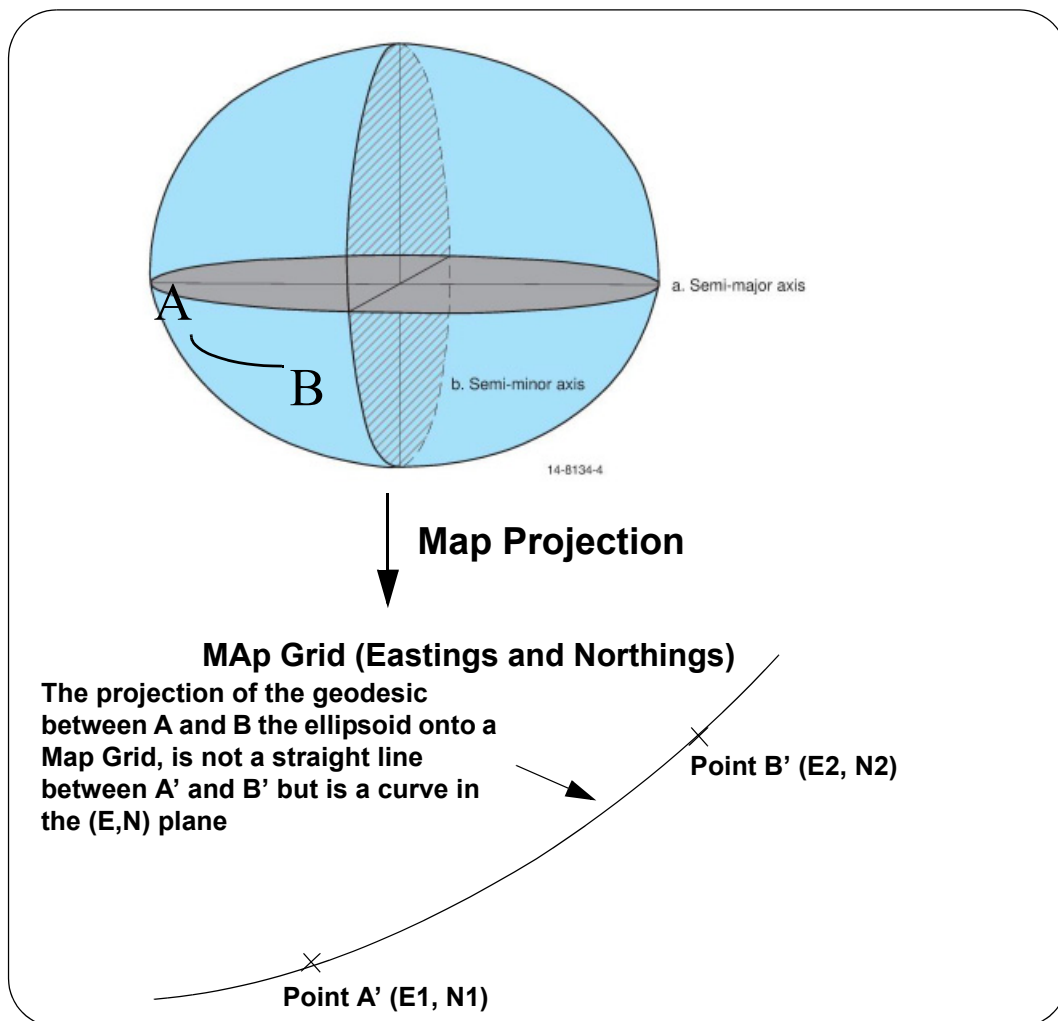 a. Semi-major axis
A
B
b. Semi-minor axis
14-8134-4
Map Projection
MAp Grid (Eastings and Northings)
The projection of the geodesic
between A and B the ellipsoid onto a
Map Grid, is not a straight line
between A’ and B’ but is a curve in
the (E,N) plane
Point B’ (E2, N2)
Point A’ (E1, N1)